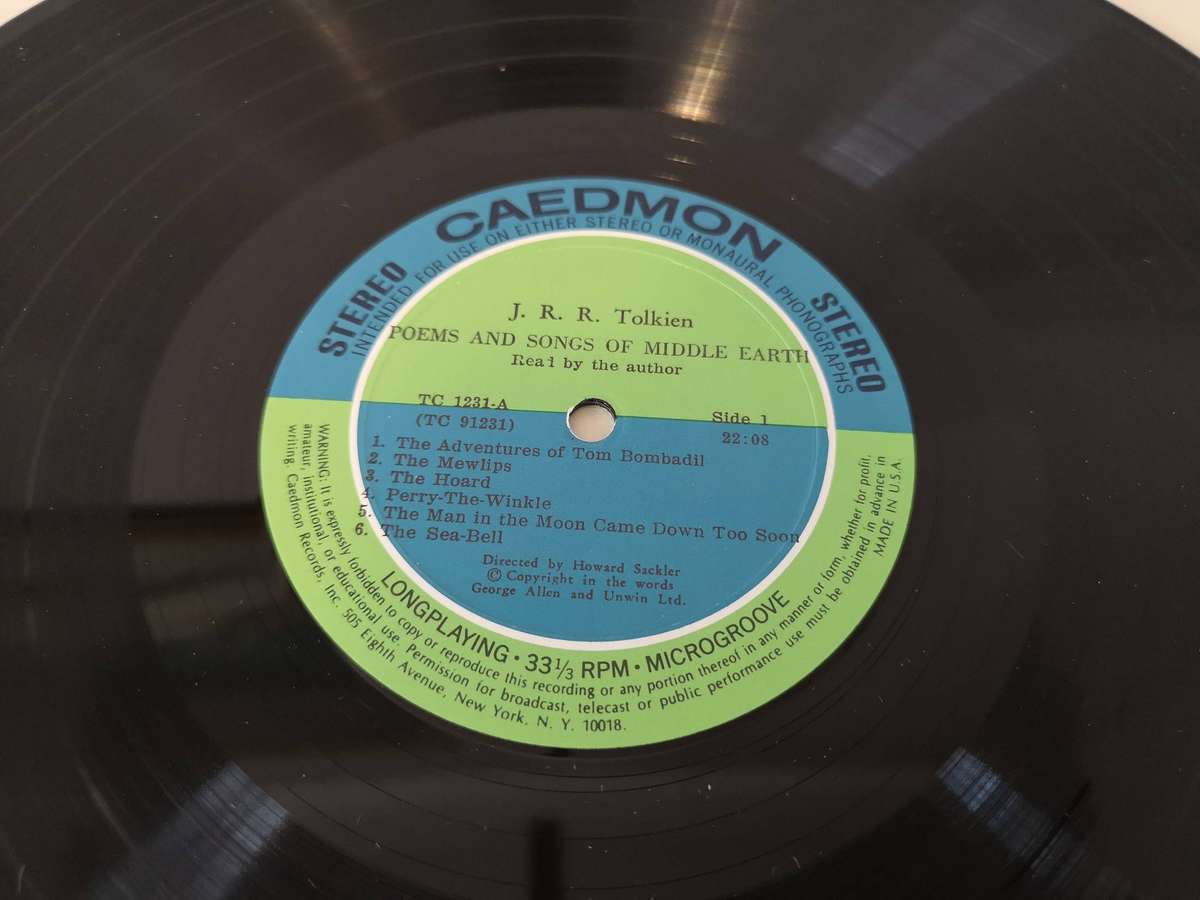 CAEDMON
STEREO
STEREO
INTENDED FOR USE ON EITHER STEREO OR MONAURAL PHONOGRAPHS
J. R. R. Tolkien
POEMS AND SONGS OF MIDDLE EARTH
Read by the author
TC 1231-A
(TC 91231)
Side 1
22:08
1. The Adventures of Tom Bombadil
2. The Mewlips
3. The Hoard
4. Perry-The-Winkle
5. The Man in the Moon Came Down Too Soon
6. The Sea-Bell
Directed by Howard Sackler
© Copyright in the words
George Allen and Unwin Ltd.
LONGPLAYING · 33 1/3 RPM · MICROGROOVE
WARNING: It is expressly forbidden to copy or reproduce this recording or any portion thereof in any manner or form, whether for profit,
amateur, institutional, or educational use. Permission for broadcast, telecast or public performance use must be obtained in advance in
writing. Caedmon Records, Inc. 505 Eighth Avenue, New York, N. Y. 10018.
MADE IN U.S.A.